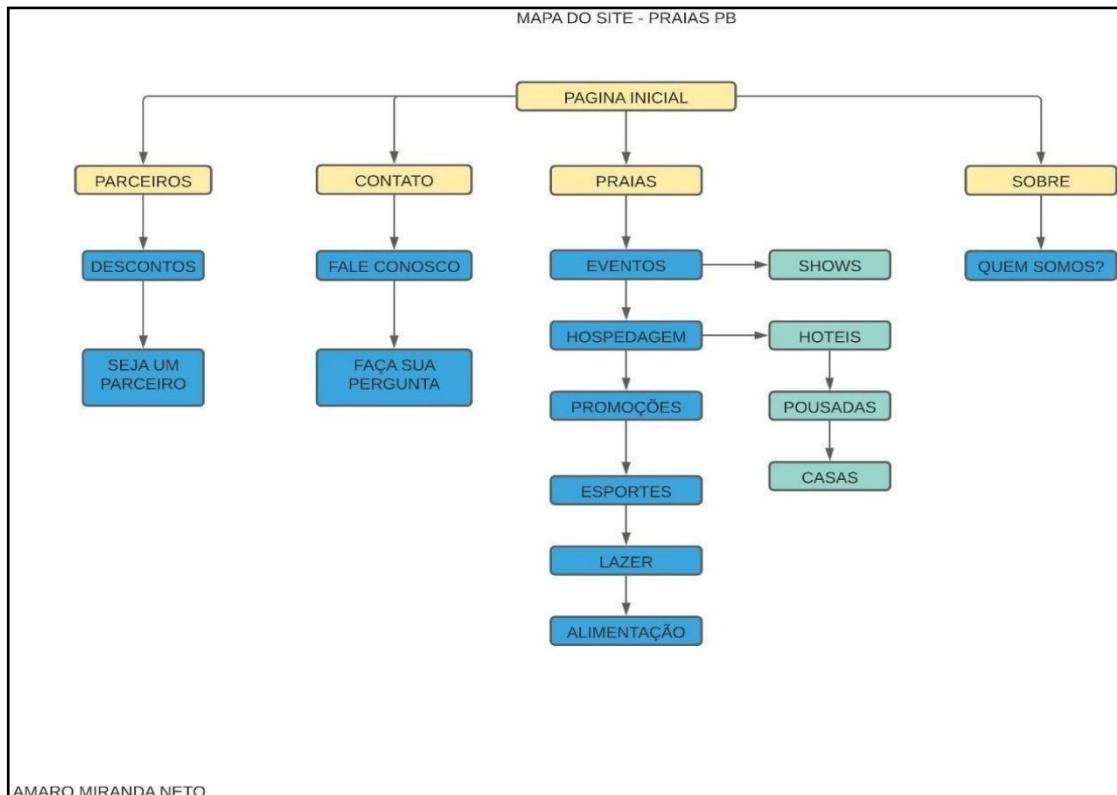 MAPA DO SITE - PRAIAS PB
PAGINA INICIAL
PARCEIROS
CONTATO
PRAIAS
SOBRE
DESCONTOS
FALE CONOSCO
EVENTOS
SHOWS
QUEM SOMOS?
HOSPEDAGEM
HOTEIS
SEJA UM
PARCEIRO
FAÇA SUA
PERGUNTA
PROMOÇÕES
POUSADAS
ESPORTES
CASAS
LAZER
ALIMENTAÇÃO
AMARO MIRANDA NETO